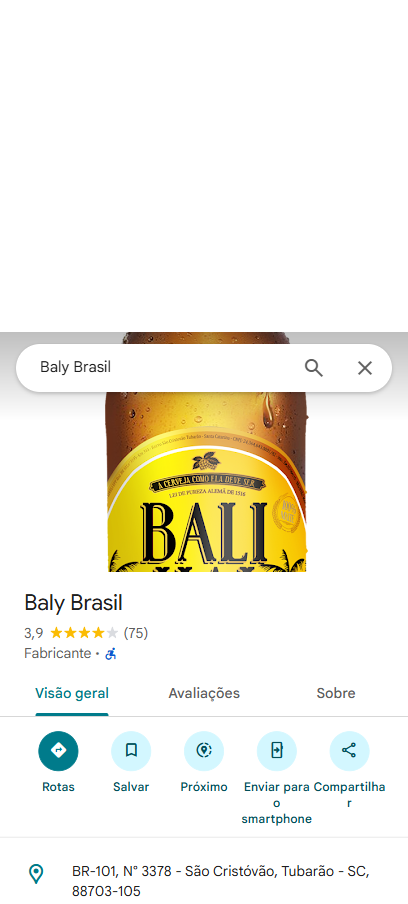 Baly Brasil
A CERVEJA COMO ELA DEVE SER
LEI DE PUREZA ALEMÃ DE 1516
BALI
Baly Brasil
3,9 (75)
Fabricante •
Visão geral
Avaliações
Sobre
Rotas
Salvar
Próximo
Enviar para
o
smartphone
Compartilha
r
BR-101, N° 3378 - São Cristóvão, Tubarão - SC,
88703-105